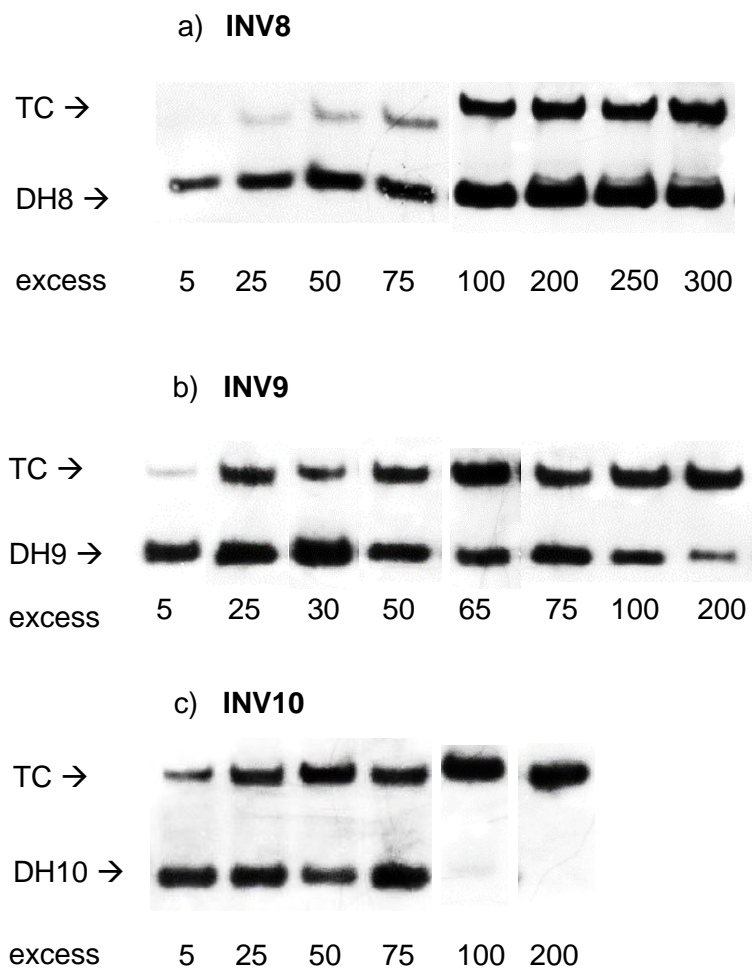 a) INV8
TC →
DH8 →
excess 5 25 50 75 100 200 250 300
b) INV9
TC →
DH9 →
excess 5 25 30 50 65 75 100 200
c) INV10
TC →
DH10 →
excess 5 25 50 75 100 200